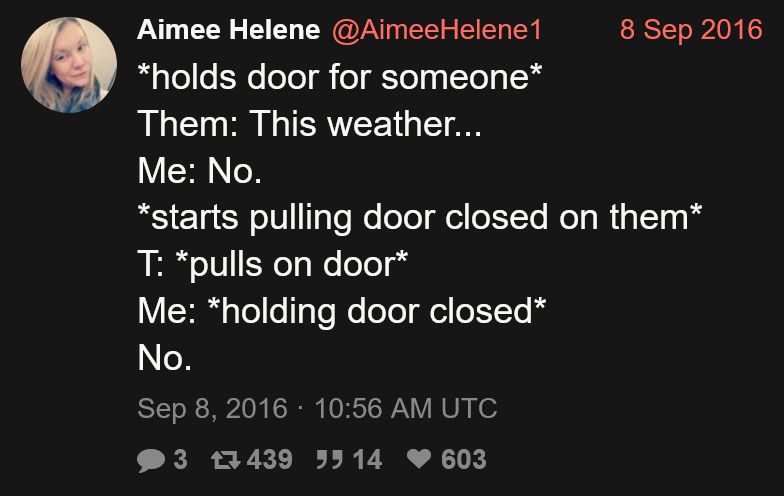 Aimee Helene @AimeeHelene1 8 Sep 2016
*holds door for someone*
Them: This weather...
Me: No.
*starts pulling door closed on them*
T: *pulls on door*
Me: *holding door closed*
No.
Sep 8, 2016 · 10:56 AM UTC
3 439 14 603